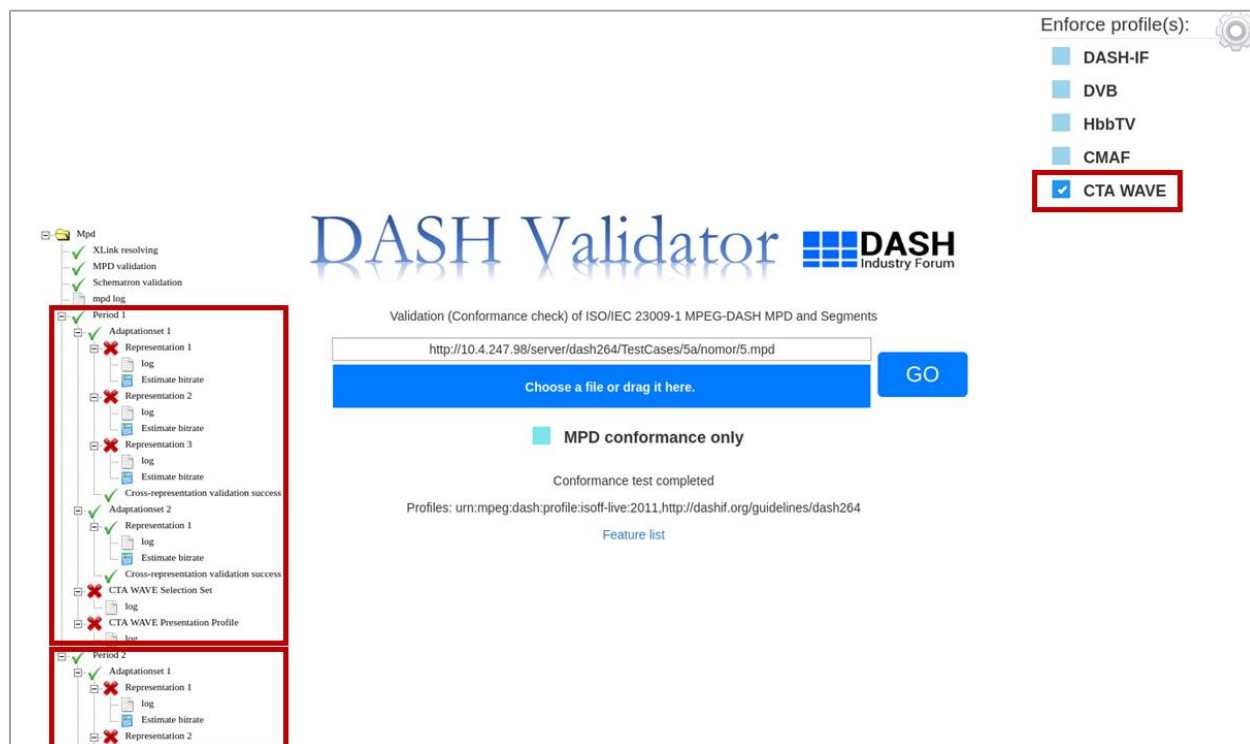 Enforce profile(s):
DASH-IF
DVB
HbbTV
CMAF
CTA WAVE
DASH Validator
DASH
Industry Forum
Validation (Conformance check) of ISO/IEC 23009-1 MPEG-DASH MPD and Segments
http://10.4.247.98/server/dash264/TestCases/5a/nomor/5.mpd
GO
Choose a file or drag it here.
MPD conformance only
Conformance test completed
Profiles: urn:mpeg:dash:profile:isoff-live:2011,http://dashif.org/guidelines/dash264
Feature list
Mpd
XLink resolving
MPD validation
Schematron validation
mpd log
Period 1
Adaptationset 1
Representation 1
log
Estimate bitrate
Representation 2
log
Estimate bitrate
Representation 3
log
Estimate bitrate
Cross-representation validation success
Adaptationset 2
Representation 1
log
Estimate bitrate
Cross-representation validation success
CTA WAVE Selection Set
log
CTA WAVE Presentation Profile
log
Period 2
Adaptationset 1
Representation 1
log
Estimate bitrate
Representation 2